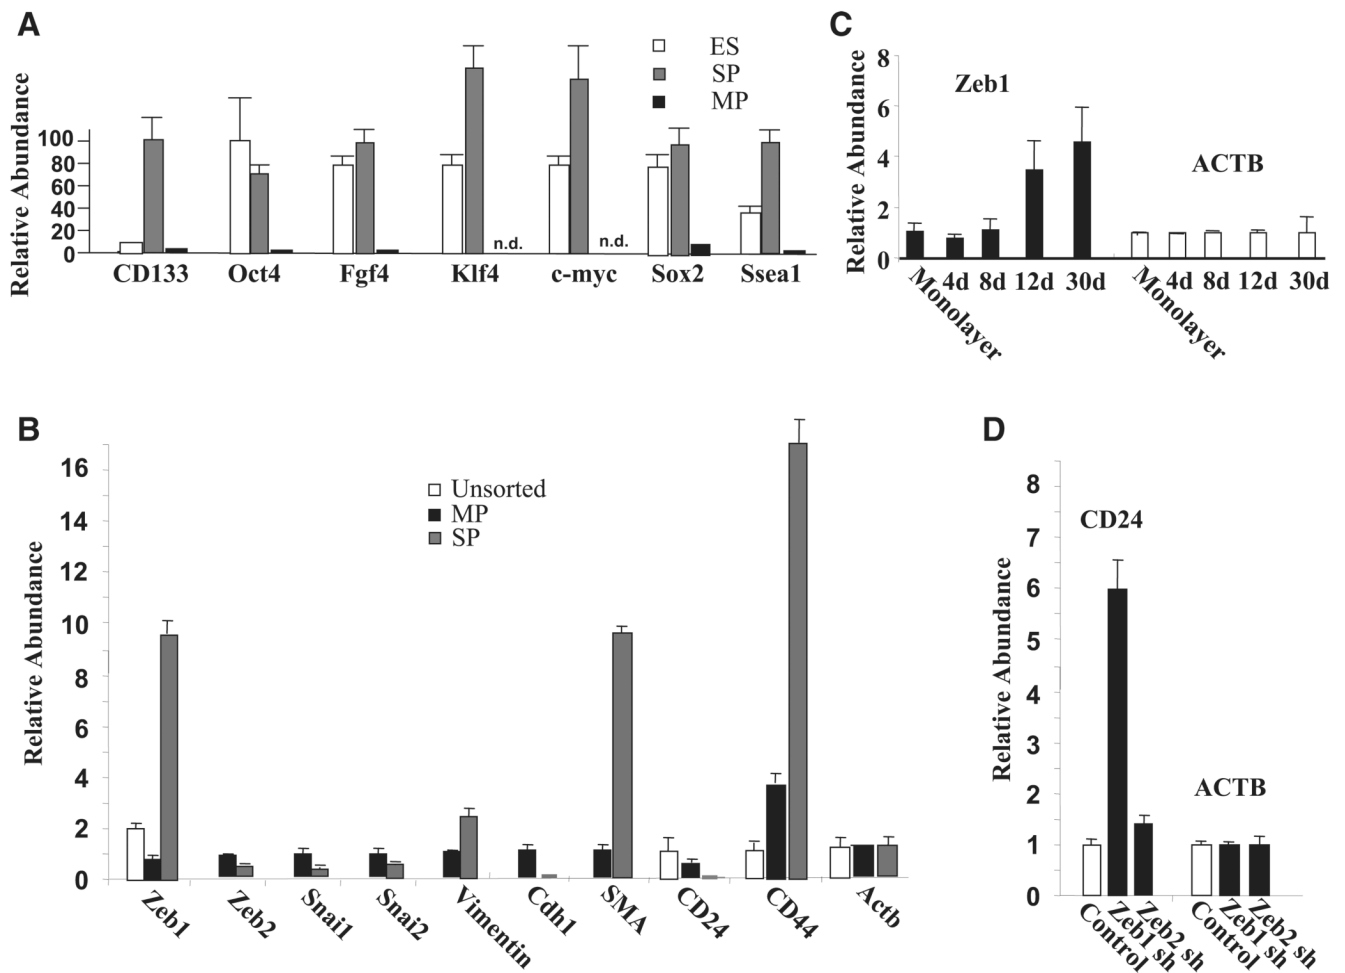 A
ES
SP
MP
Relative Abundance
100
80
60
40
20
0
n.d.
n.d.
CD133 Oct4 Fgf4 Klf4 c-myc Sox2 Ssea1
C
Zeb1
ACTB
Relative Abundance
8
6
4
2
0
Monolayer 4d 8d 12d 30d Monolayer 4d 8d 12d 30d
B
Unsorted
MP
SP
Relative Abundance
16
14
12
10
8
6
4
2
0
Zeb1 Zeb2 Snai1 Snai2 Vimentin Cdh1 SMA CD24 CD44 Actb
D
CD24
ACTB
Relative Abundance
8
7
6
5
4
3
2
1
0
Control Zeb1 sh Zeb2 sh Control Zeb1 sh Zeb2 sh